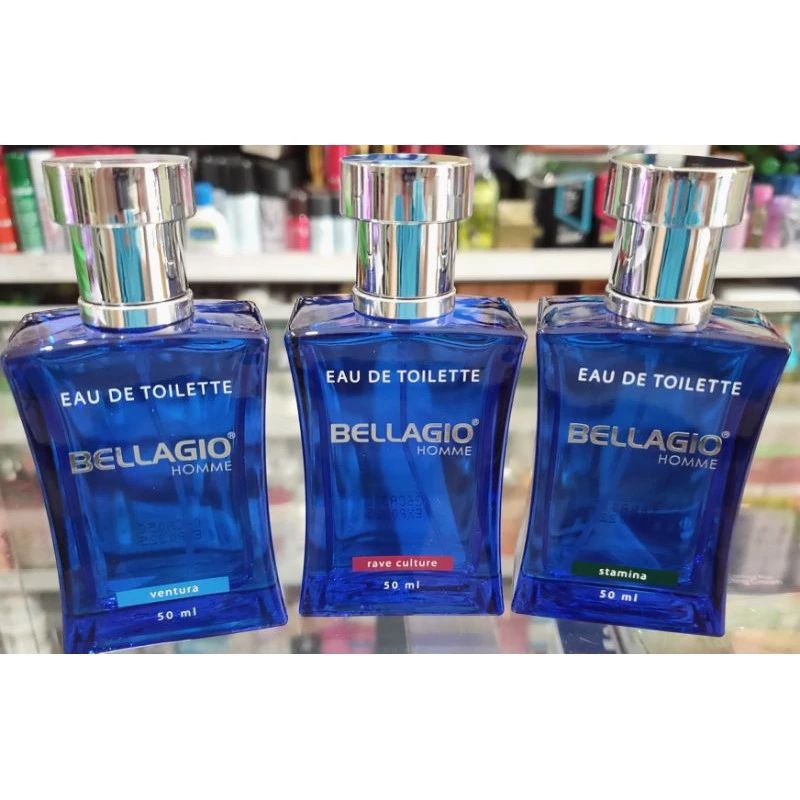 EAU DE TOILETTE
BELLAGIO®
HOMME
ventura
50 ml
EAU DE TOILETTE
BELLAGIO®
HOMME
rave culture
50 ml
EAU DE TOILETTE
BELLAGIO®
HOMME
stamina
50 ml